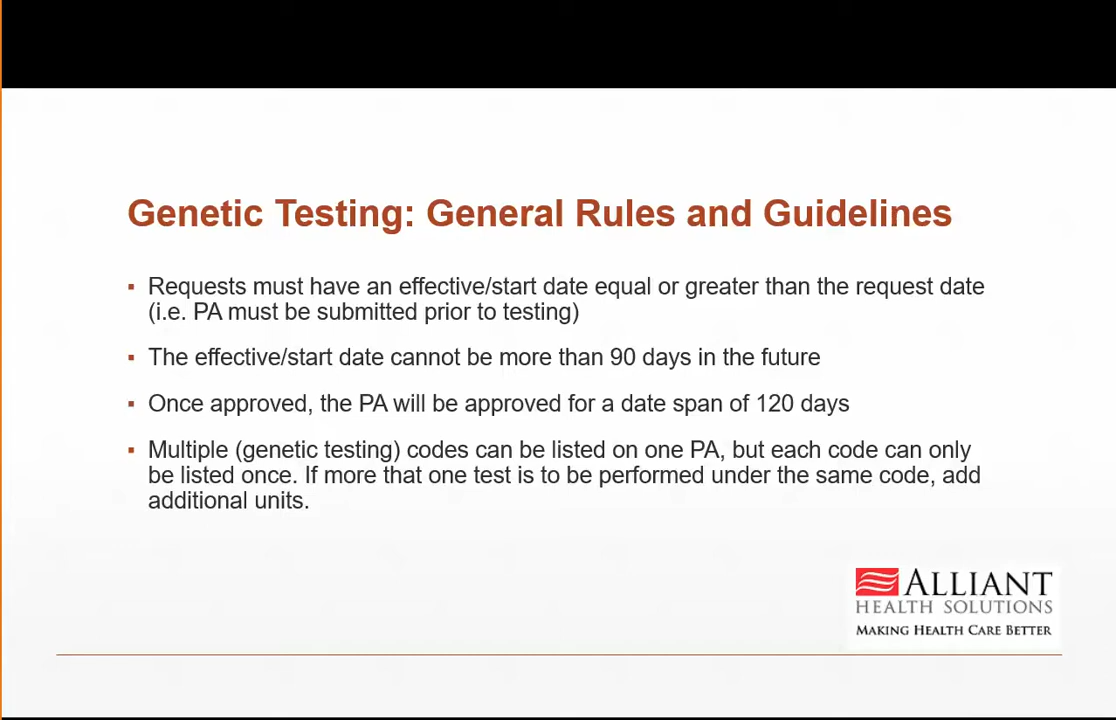 Genetic Testing: General Rules and Guidelines
▪ Requests must have an effective/start date equal or greater than the request date
(i.e. PA must be submitted prior to testing)
▪ The effective/start date cannot be more than 90 days in the future
▪ Once approved, the PA will be approved for a date span of 120 days
▪ Multiple (genetic testing) codes can be listed on one PA, but each code can only
be listed once. If more that one test is to be performed under the same code, add
additional units.
ALLIANT
HEALTH SOLUTIONS
MAKING HEALTH CARE BETTER